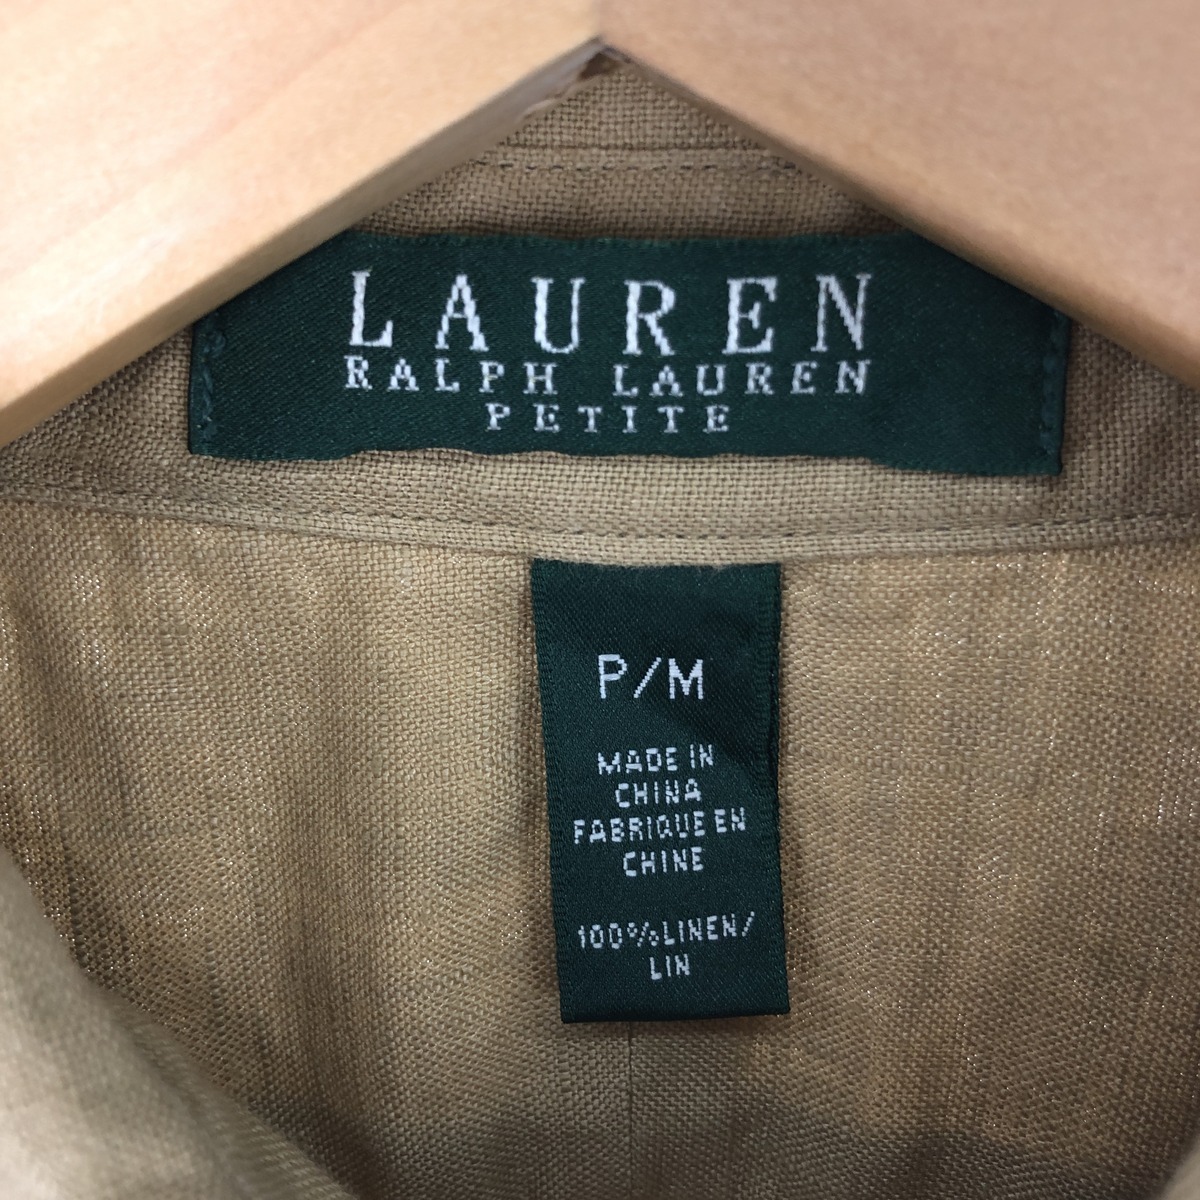 LAUREN
RALPH LAUREN
PETITE
P/M
MADE IN
CHINA
FABRIQUE EN
CHINE
100%LINEN/
LIN